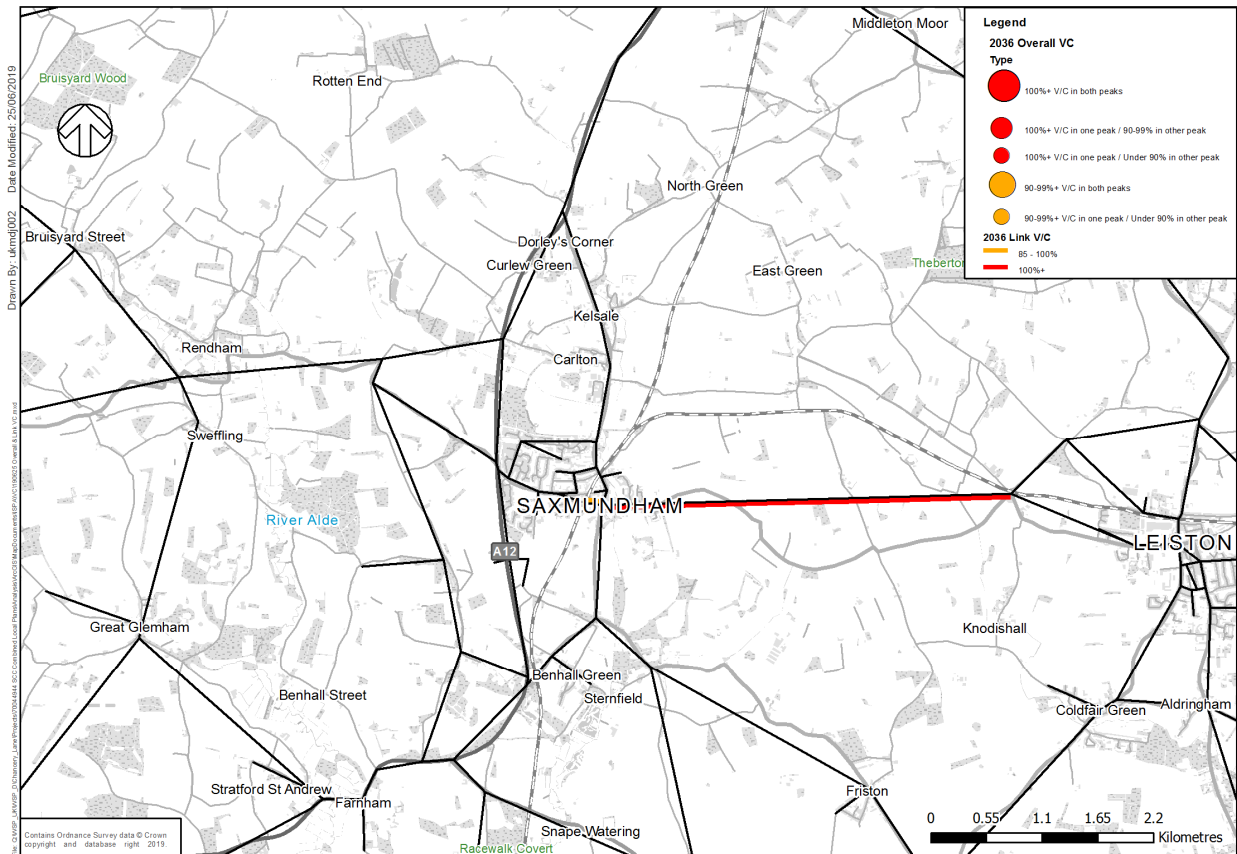 Middleton Moor
Legend
2036 Overall VC
Type
100%+ V/C in both peaks
100%+ V/C in one peak / 90-99% in other peak
100%+ V/C in one peak / Under 90% in other peak
90-99%+ V/C in both peaks
90-99%+ V/C in one peak / Under 90% in other peak
2036 Link V/C
85 - 100%
100%+
Bruisyard Wood
Rotten End
North Green
Bruisyard Street
Dorley's Corner
Curlew Green
East Green
Theberton
Kelsale
Rendham
Carlton
Sweffling
SAXMUNDHAM
River Alde
A12
LEISTON
Great Glemham
Knodishall
Benhall Green
Benhall Street
Sternfield
Coldfair Green
Aldringham
Stratford St Andrew
Farnham
Friston
Snape Watering
Racewalk Covert
0 0.55 1.1 1.65 2.2
Kilometres
Contains Ordnance Survey data © Crown
copyright and database right 2019.
Drawn By: ukmdj002 Date Modified: 25/06/2019